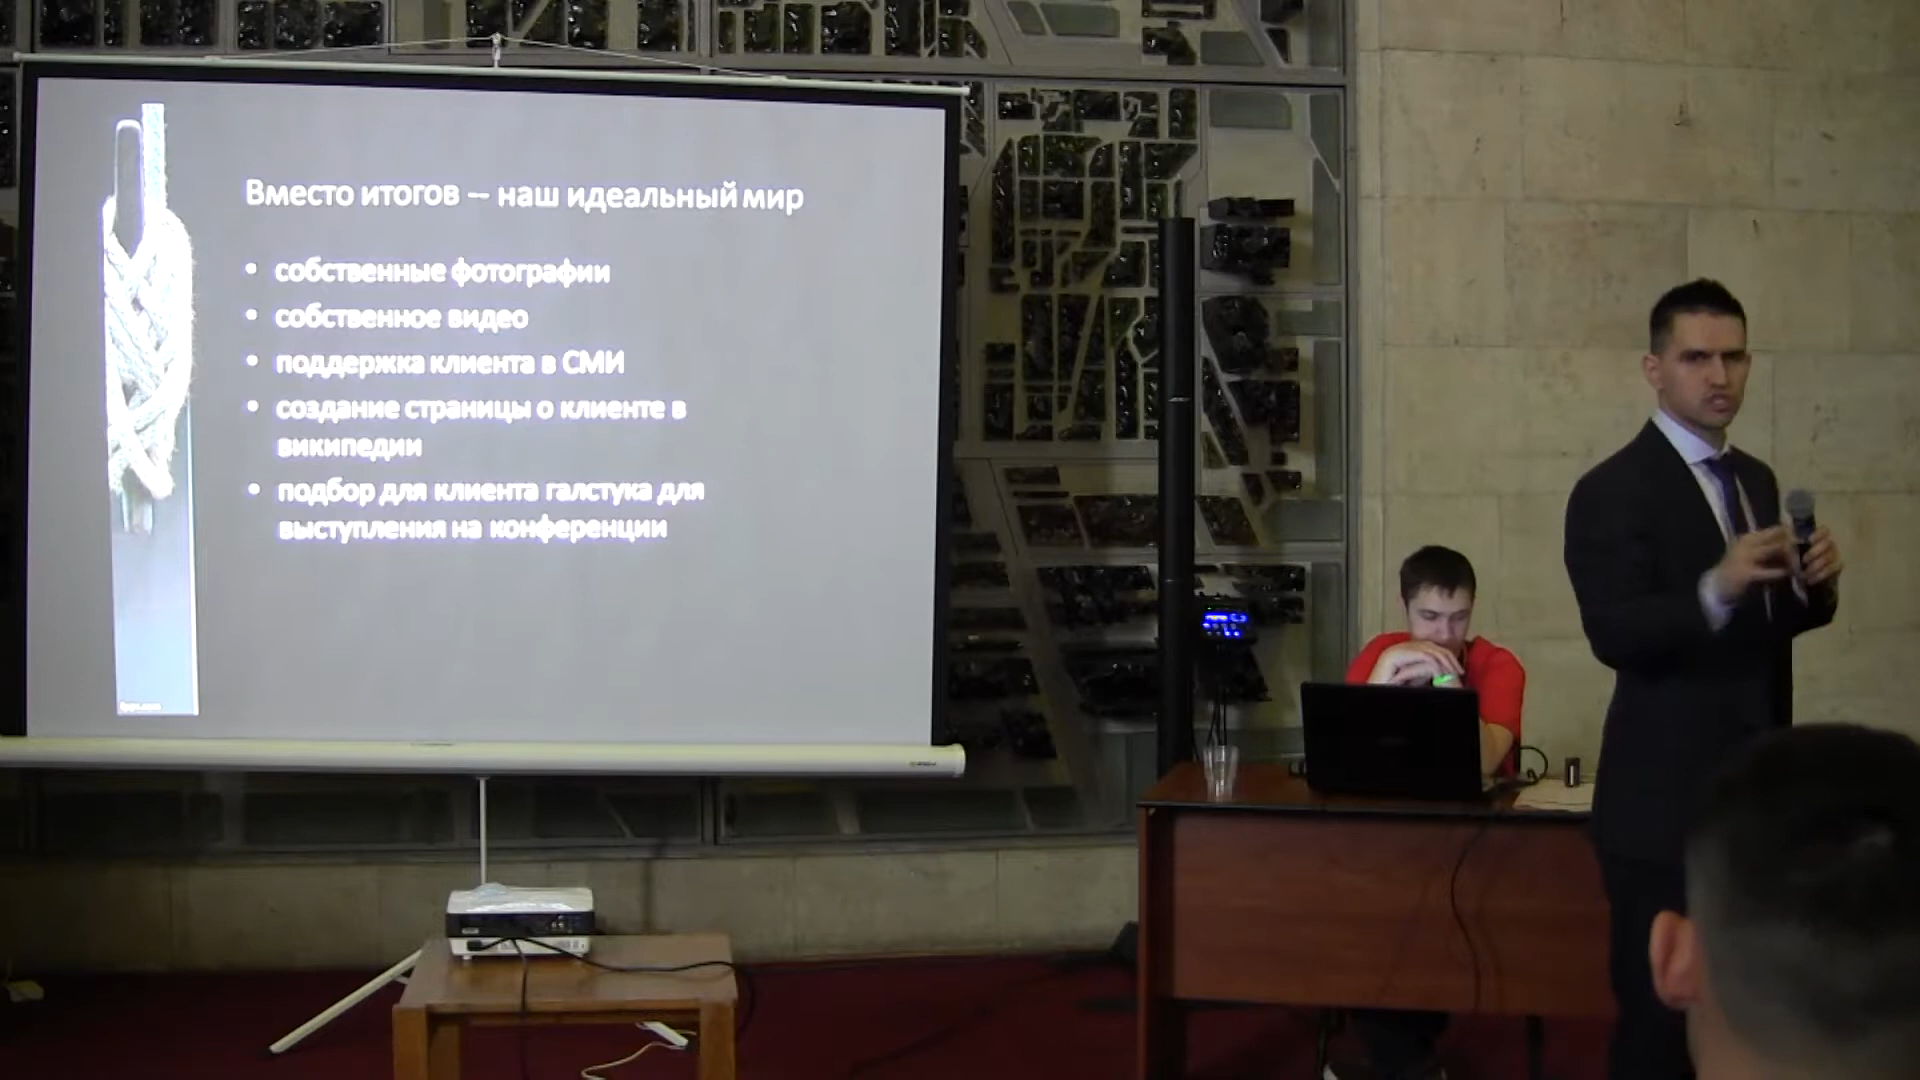 Вместо итогов – наш идеальный мир
• собственные фотографии
• собственное видео
• поддержка клиента в СМИ
• создание страницы о клиенте в
википедии
• подбор для клиента галстука для
выступления на конференции